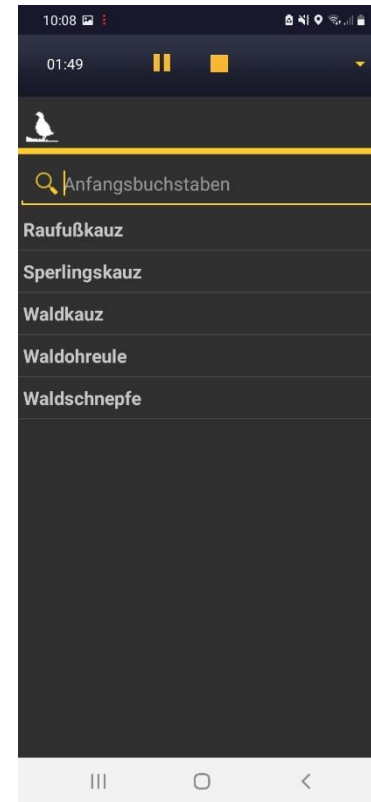 10:08
01:49
Anfangsbuchstaben
Raufußkauz
Sperlingskauz
Waldkauz
Waldohreule
Waldschnepfe